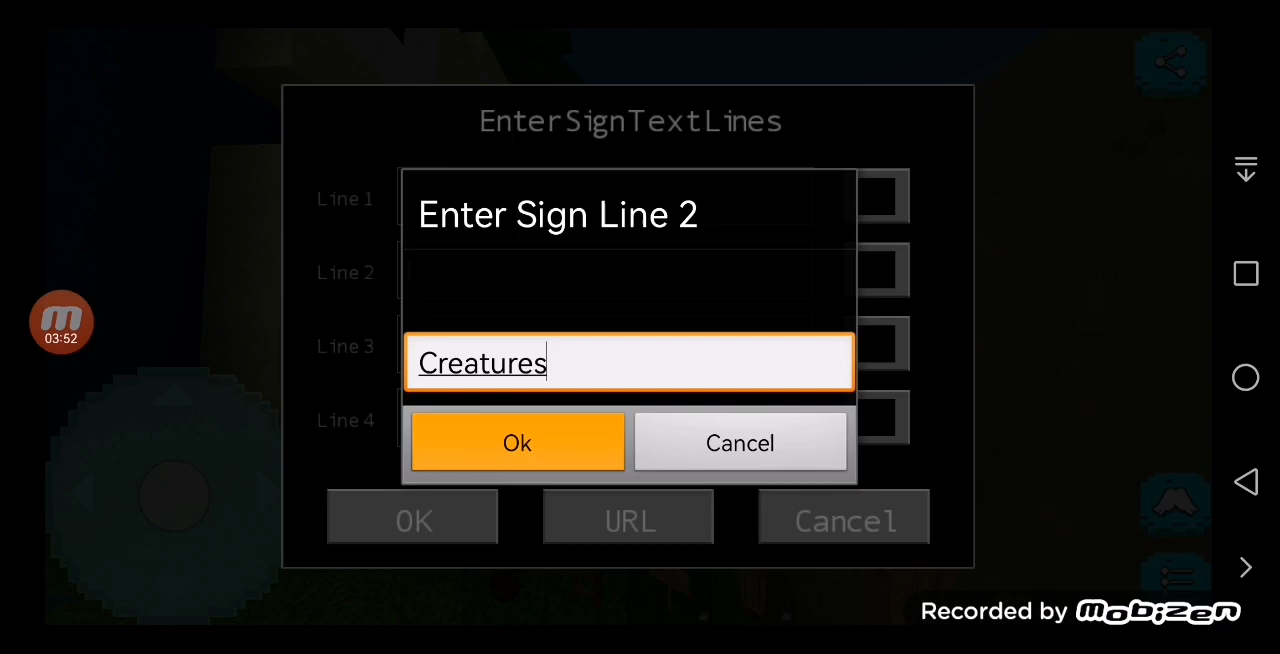 EnterSignTextLines
Line 1
Enter Sign Line 2
Line 2
03:52
Line 3
Creatures
Line 4
Ok
Cancel
OK
URL
Cancel
Recorded by mobizen